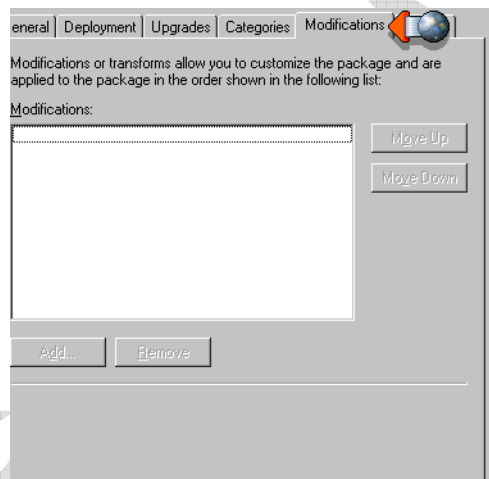 eneral Deployment Upgrades Categories Modifications
Modifications or transforms allow you to customize the package and are
applied to the package in the order shown in the following list:
Modifications:
Move Up
Move Down
Add... Remove